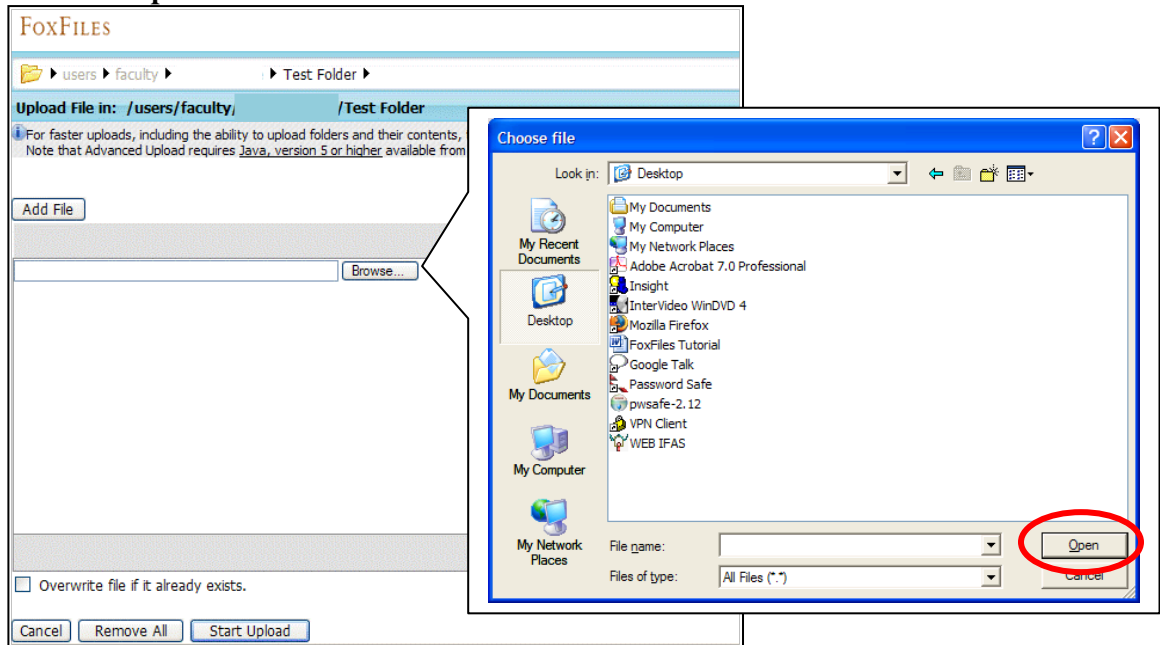 FoxFiles
users faculty Test Folder
Upload File in: /users/faculty/ /Test Folder
For faster uploads, including the ability to upload folders and their contents,
Note that Advanced Upload requires Java, version 5 or higher available from
Add File
Browse...
Overwrite file if it already exists.
Cancel Remove All Start Upload
Choose file
Look in: Desktop
My Recent Documents
Desktop
My Documents
My Computer
My Network Places
My Documents
My Computer
My Network Places
Adobe Acrobat 7.0 Professional
Insight
InterVideo WinDVD 4
Mozilla Firefox
FoxFiles Tutorial
Google Talk
Password Safe
pwsafe-2.12
VPN Client
WEB IFAS
File name: Open
Files of type: All Files (*.*) Cancel